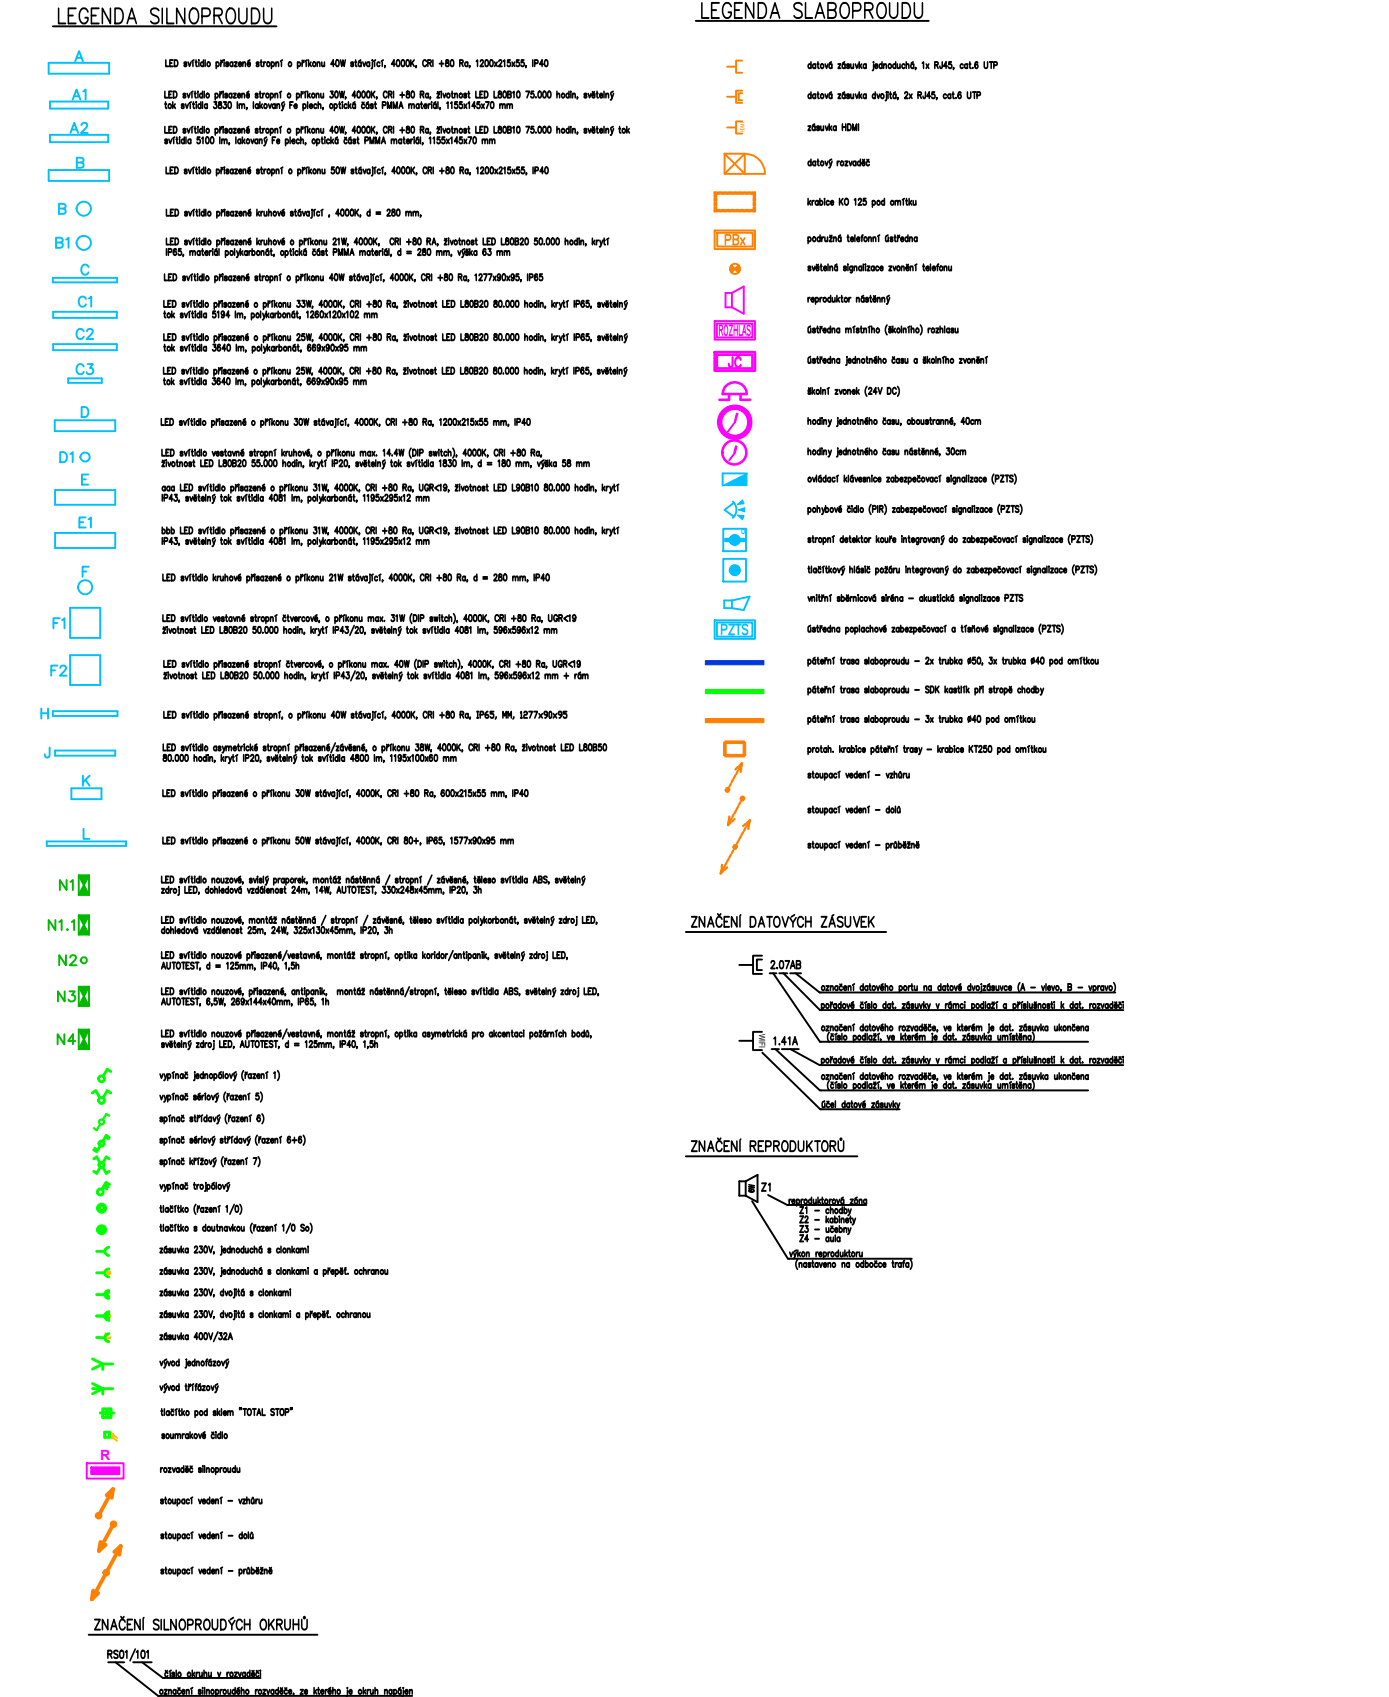 LEGENDA SILNOPROUDU
A
LED svítidlo přisazené stropní o příkonu 40W stávající, 4000K, CRI +80 Ra, 1200x215x55, IP40
A1
LED svítidlo přisazené stropní o příkonu 30W, 4000K, CRI +80 Ra, životnost LED L80B10 75.000 hodin, světelný
tok svítidla 3830 lm, lakovaný Fe plech, optická část PMMA materiál, 1155x145x70 mm
A2
LED svítidlo přisazené stropní o příkonu 40W, 4000K, CRI +80 Ra, životnost LED L80B10 75.000 hodin, světelný tok
svítidla 5100 lm, lakovaný Fe plech, optická část PMMA materiál, 1155x145x70 mm
B
LED svítidlo přisazené stropní o příkonu 50W stávající, 4000K, CRI +80 Ra, 1200x215x55, IP40
B
LED svítidlo přisazené kruhové stávající , 4000K, d = 280 mm,
B1
LED svítidlo přisazené kruhové o příkonu 21W, 4000K, CRI +80 RA, životnost LED L80B20 50.000 hodin, krytí
IP65, materiál polykarbonát, optická část PMMA materiál, d = 280 mm, výška 63 mm
C
LED svítidlo přisazené stropní o příkonu 40W stávající, 4000K, CRI +80 Ra, 1277x90x95, IP65
C1
LED svítidlo přisazené o příkonu 33W, 4000K, CRI +80 Ra, životnost LED L80B20 80.000 hodin, krytí IP65, světelný
tok svítidla 5194 lm, polykarbonát, 1260x120x102 mm
C2
LED svítidlo přisazené o příkonu 25W, 4000K, CRI +80 Ra, životnost LED L80B20 80.000 hodin, krytí IP65, světelný
tok svítidla 3640 lm, polykarbonát, 669x90x95 mm
C3
LED svítidlo přisazené o příkonu 25W, 4000K, CRI +80 Ra, životnost LED L80B20 80.000 hodin, krytí IP65, světelný
tok svítidla 3640 lm, polykarbonát, 669x90x95 mm
D
LED svítidlo přisazené o příkonu 30W stávající, 4000K, CRI +80 Ra, 1200x215x55 mm, IP40
D1
LED svítidlo vestavné stropní kruhové, o příkonu max. 14.4W (DIP switch), 4000K, CRI +80 Ra,
životnost LED L80B20 55.000 hodin, krytí IP20, světelný tok svítidla 1830 lm, d = 180 mm, výška 58 mm
E
aaa LED svítidlo přisazené o příkonu 31W, 4000K, CRI +80 Ra, UGR<19, životnost LED L90B10 80.000 hodin, krytí
IP43, světelný tok svítidla 4081 lm, polykarbonát, 1195x295x12 mm
E1
bbb LED svítidlo přisazené o příkonu 31W, 4000K, CRI +80 Ra, UGR<19, životnost LED L90B10 80.000 hodin, krytí
IP43, světelný tok svítidla 4081 lm, polykarbonát, 1195x295x12 mm
F
LED svítidlo kruhové přisazené o příkonu 21W stávající, 4000K, CRI +80 Ra, d = 280 mm, IP40
F1
LED svítidlo vestavné stropní čtvercové, o příkonu max. 31W (DIP switch), 4000K, CRI +80 Ra, UGR<19
životnost LED L80B20 50.000 hodin, krytí IP43/20, světelný tok svítidla 4081 lm, 596x596x12 mm
F2
LED svítidlo přisazené stropní čtvercové, o příkonu max. 40W (DIP switch), 4000K, CRI +80 Ra, UGR<19
životnost LED L80B20 50.000 hodin, krytí IP43/20, světelný tok svítidla 4081 lm, 596x596x12 mm + rám
H
LED svítidlo přisazené stropní, o příkonu 40W stávající, 4000K, CRI +80 Ra, IP65, MM, 1277x90x95
J
LED svítidlo asymetrické stropní přisazené/závěsné, o příkonu 38W, 4000K, CRI +80 Ra, životnost LED L80B50
80.000 hodin, krytí IP20, světelný tok svítidla 4800 lm, 1195x100x60 mm
K
LED svítidlo přisazené o příkonu 30W stávající, 4000K, CRI +80 Ra, 600x215x55 mm, IP40
L
LED svítidlo přisazené o příkonu 50W stávající, 4000K, CRI 80+, IP65, 1577x90x95 mm
N1
LED svítidlo nouzové, svislý praporek, montáž nástěnná / stropní / závěsné, těleso svítidla ABS, světelný
zdroj LED, dohledová vzdálenost 24m, 14W, AUTOTEST, 330x248x45mm, IP20, 3h
N1.1
LED svítidlo nouzové, montáž nástěnná / stropní / závěsné, těleso svítidla polykarbonát, světelný zdroj LED,
dohledová vzdálenost 25m, 24W, 325x130x45mm, IP20, 3h
N2
LED svítidlo nouzové přisazené/vestavné, montáž stropní, optika koridor/antipanik, světelný zdroj LED,
AUTOTEST, d = 125mm, IP40, 1,5h
N3
LED svítidlo nouzové, přisazené, antipanik, montáž nástěnná/stropní, těleso svítidla ABS, světelný zdroj LED,
AUTOTEST, 6,5W, 269x144x40mm, IP65, 1h
N4
LED svítidlo nouzové přisazené/vestavné, montáž stropní, optika asymetrická pro akcentaci požárních bodů,
světelný zdroj LED, AUTOTEST, d = 125mm, IP40, 1,5h
vypínač jednopólový (řazení 1)
vypínač sériový (řazení 5)
spínač střídavý (řazení 6)
spínač sériový střídavý (řazení 6+6)
spínač křížový (řazení 7)
vypínač trojpólový
tlačítko (řazení 1/0)
tlačítko s doutnavkou (řazení 1/0 So)
zásuvka 230V, jednoduchá s clonkami
zásuvka 230V, jednoduchá s clonkami a přepěť. ochranou
zásuvka 230V, dvojitá s clonkami
zásuvka 230V, dvojitá s clonkami a přepěť. ochranou
zásuvka 400V/32A
vývod jednofázový
vývod třífázový
tlačítko pod sklem "TOTAL STOP"
soumrakové čidlo
R
rozvaděč silnoproudu
stoupací vedení – vzhůru
stoupací vedení – dolů
stoupací vedení – průběžně
ZNAČENÍ SILNOPROUDÝCH OKRUHŮ
RS01/101
číslo okruhu v rozvaděči
označení silnoproudého rozvaděče, ze kterého je okruh napájen
LEGENDA SLABOPROUDU
datová zásuvka jednoduchá, 1x RJ45, cat.6 UTP
datová zásuvka dvojitá, 2x RJ45, cat.6 UTP
zásuvka HDMI
datový rozvaděč
krabice KO 125 pod omítku
PBx
podružná telefonní ústředna
světelná signalizace zvonění telefonu
reproduktor nástěnný
ROZHLAS
ústředna místního (školního) rozhlasu
JC
ústředna jednotného času a školního zvonění
školní zvonek (24V DC)
hodiny jednotného času, oboustranné, 40cm
hodiny jednotného času nástěnné, 30cm
ovládací klávesnice zabezpečovací signalizace (PZTS)
pohybové čidlo (PIR) zabezpečovací signalizace (PZTS)
stropní detektor kouře integrovaný do zabezpečovací signalizace (PZTS)
tlačítkový hlásič požáru integrovaný do zabezpečovací signalizace (PZTS)
vnitřní sběrnicová siréna – akustická signalizace PZTS
PZTS
ústředna poplachové zabezpečovací a tísňové signalizace (PZTS)
páteřní trasa slaboproudu – 2x trubka ø50, 3x trubka ø40 pod omítkou
páteřní trasa slaboproudu – SDK kastlík při stropě chodby
páteřní trasa slaboproudu – 3x trubka ø40 pod omítkou
protah. krabice páteřní trasy – krabice KT250 pod omítkou
stoupací vedení – vzhůru
stoupací vedení – dolů
stoupací vedení – průběžně
ZNAČENÍ DATOVÝCH ZÁSUVEK
2.07AB
označení datového portu na datové dvojzásuvce (A – vlevo, B – vpravo)
pořadové číslo dat. zásuvky v rámci podlaží a příslušnosti k dat. rozvaděči
označení datového rozvaděče, ve kterém je dat. zásuvka ukončena
(číslo podlaží, ve kterém je dat. zásuvka umístěna)
WIFI
1.41A
pořadové číslo dat. zásuvky v rámci podlaží a příslušnosti k dat. rozvaděči
označení datového rozvaděče, ve kterém je dat. zásuvka ukončena
(číslo podlaží, ve kterém je dat. zásuvka umístěna)
účel datové zásuvky
ZNAČENÍ REPRODUKTORŮ
6W
Z1
reproduktorová zóna
Z1 – chodby
Z2 – kabinety
Z3 – učebny
Z4 – aula
výkon reproduktoru
(nastaveno na odbočce trafa)